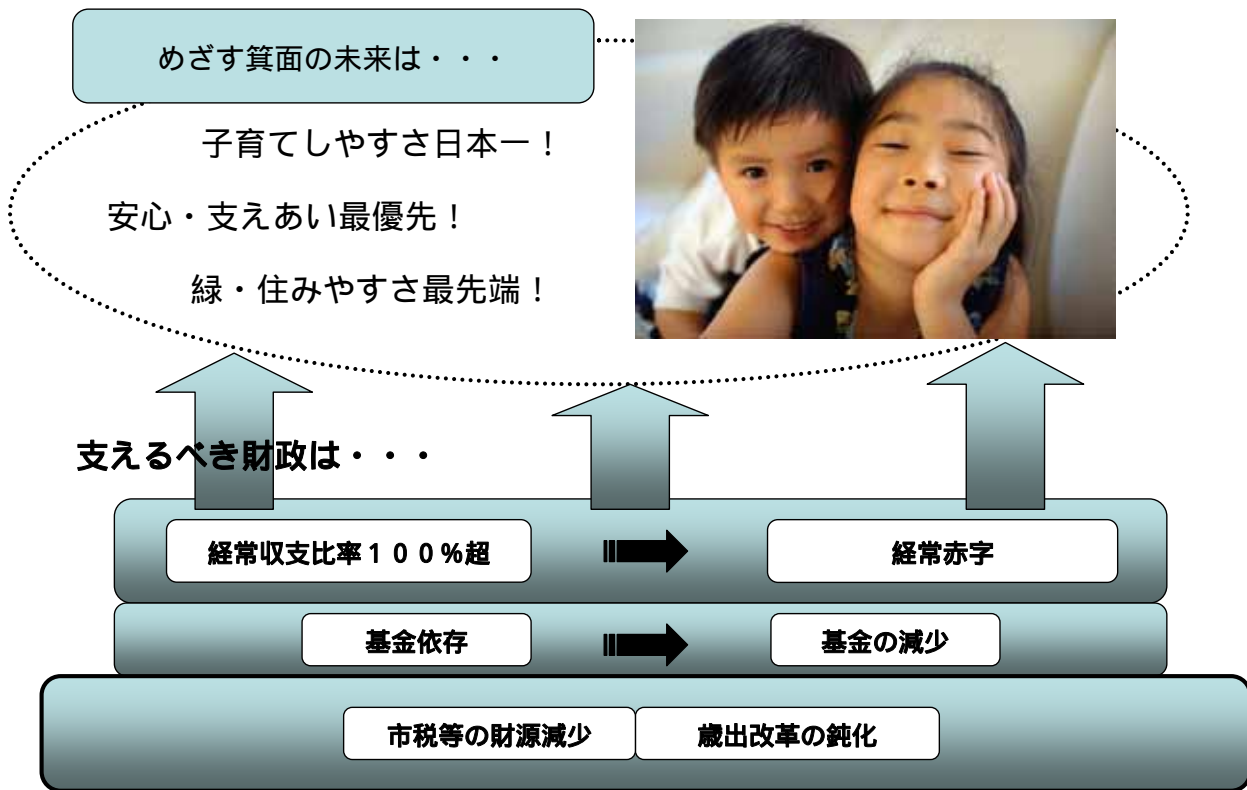 めざす箕面の未来は・・・
子育てしやすさ日本一！
安心・支えあい最優先！
緑・住みやすさ最先端！
支えるべき財政は・・・
経常収支比率１００％超
経常赤字
基金依存
基金の減少
市税等の財源減少
歳出改革の鈍化